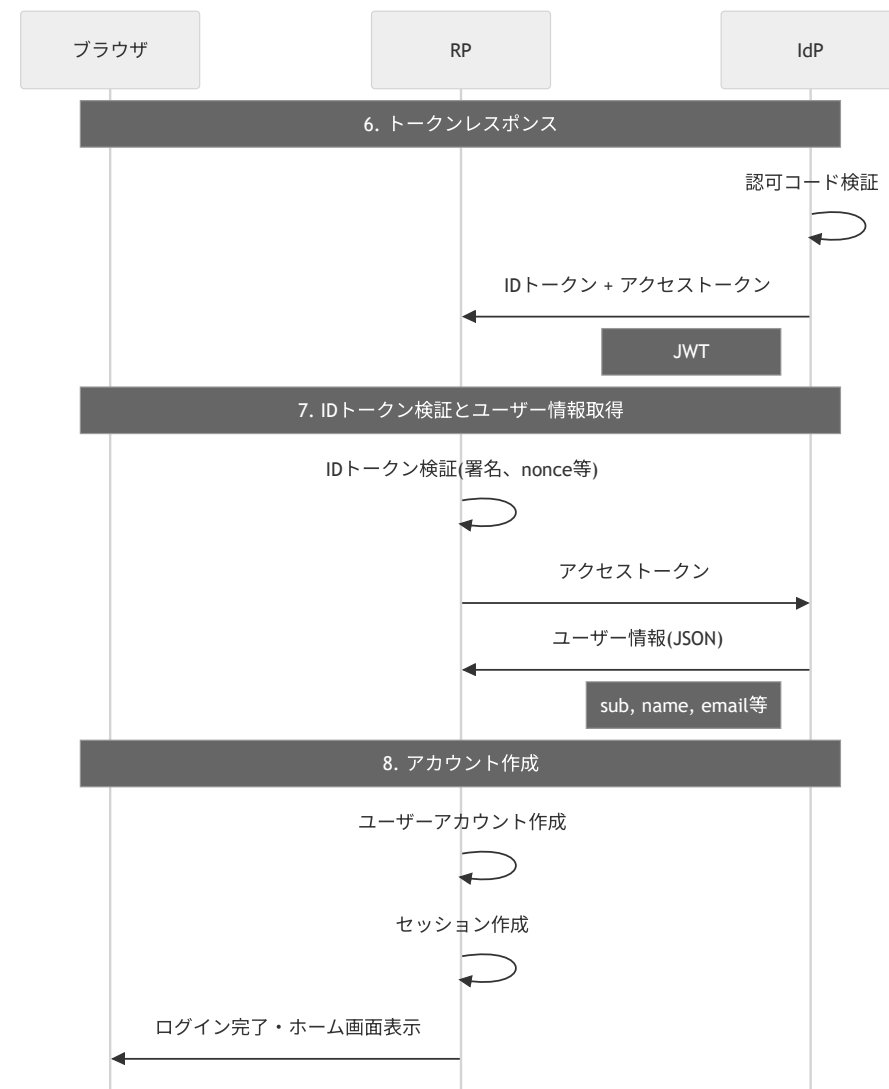 ブラウザ
RP
IdP
6. トークンレスポンス
認可コード検証
IDトークン + アクセストークン
JWT
7. IDトークン検証とユーザー情報取得
IDトークン検証(署名、nonce等)
アクセストークン
ユーザー情報(JSON)
sub, name, email等
8. アカウント作成
ユーザーアカウント作成
セッション作成
ログイン完了・ホーム画面表示